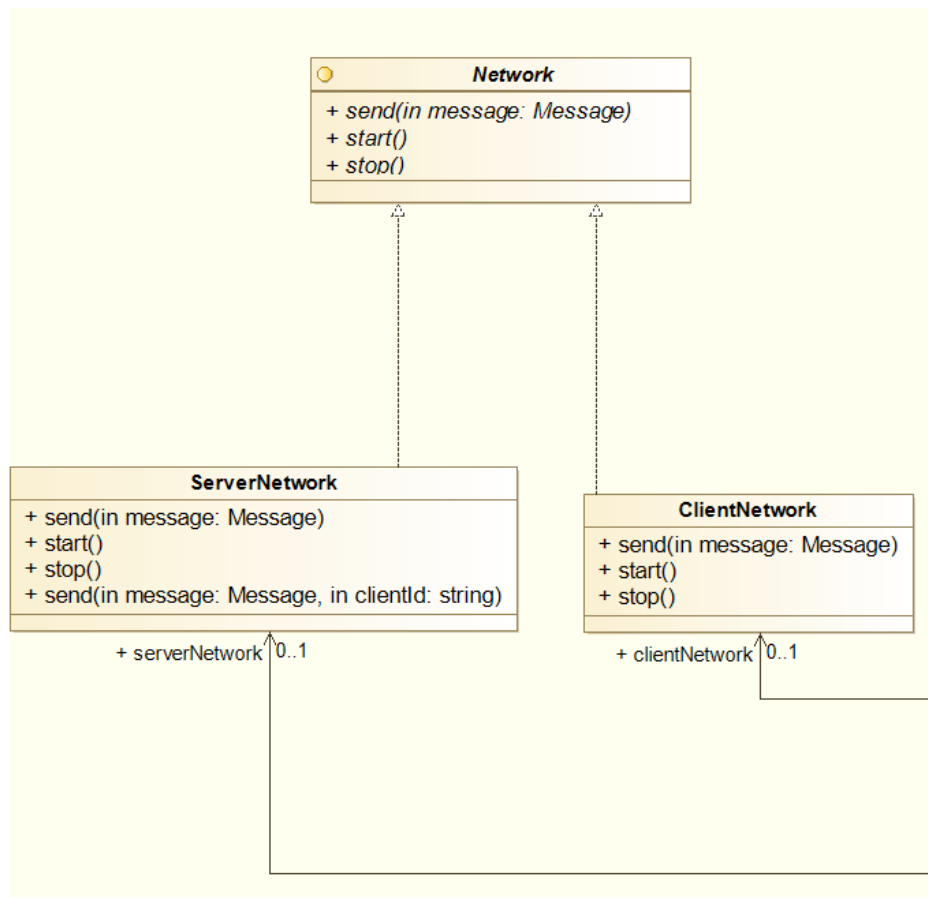 Network
+ send(in message: Message)
+ start()
+ stop()
ServerNetwork
+ send(in message: Message)
+ start()
+ stop()
+ send(in message: Message, in clientId: string)
ClientNetwork
+ send(in message: Message)
+ start()
+ stop()
+ serverNetwork 0..1
+ clientNetwork 0..1